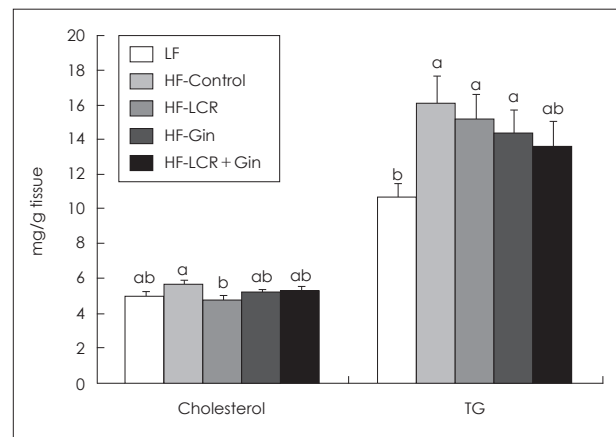 20
18
16
14
12
10
8
6
4
2
0
mg/g tissue
LF
HF-Control
HF-LCR
HF-Gin
HF-LCR+Gin
ab
a
b
ab
ab
b
a
a
a
ab
Cholesterol
TG